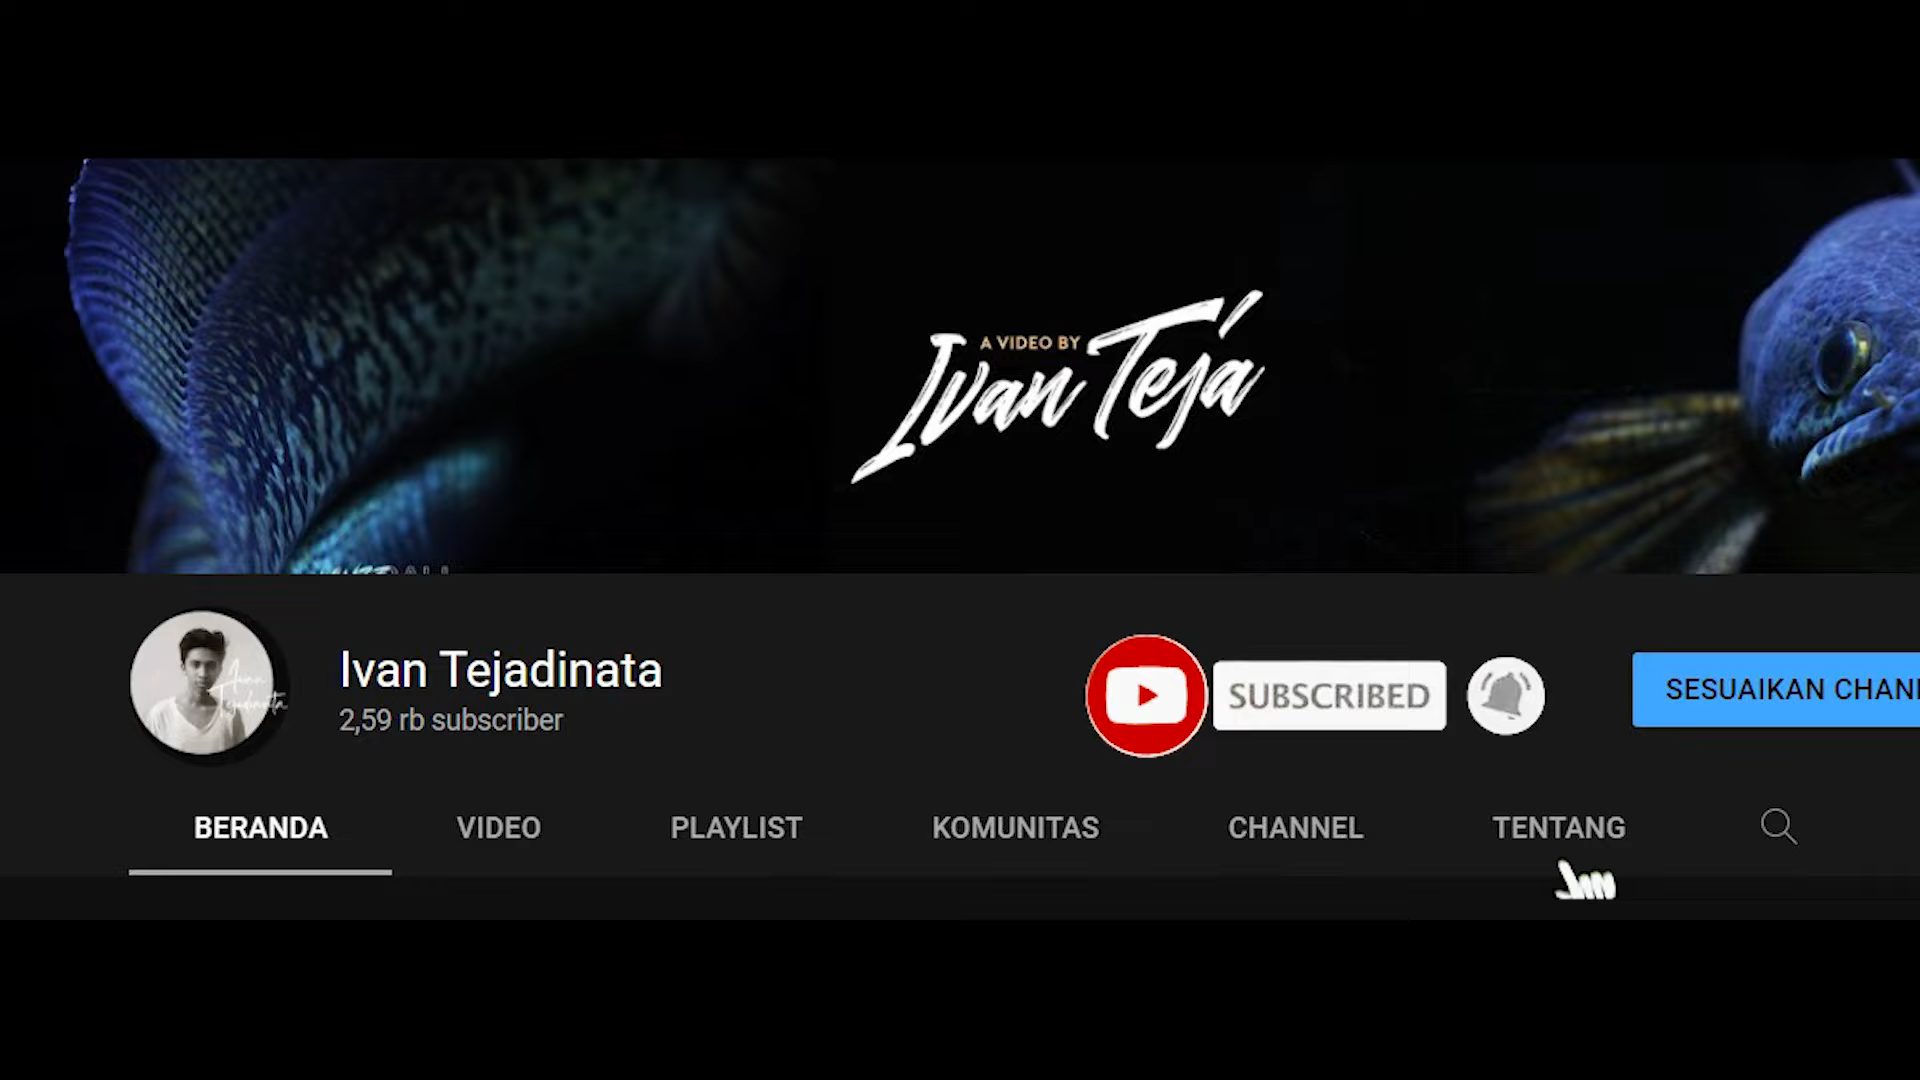 A VIDEO BY
Ivan Teja
Ivan Tejadinata
2,59 rb subscriber
SUBSCRIBED
SESUAIKAN CHAN
BERANDA VIDEO PLAYLIST KOMUNITAS CHANNEL TENTANG